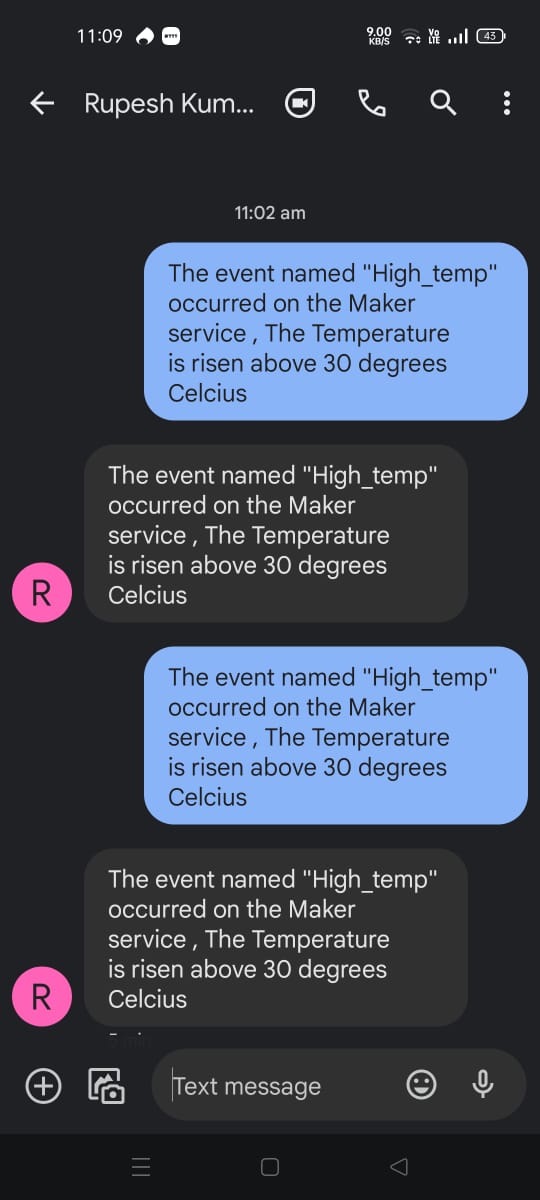 11:09
9.00 KB/S
Vo LTE
43
Rupesh Kum...
11:02 am
The event named "High_temp"
occurred on the Maker
service , The Temperature
is risen above 30 degrees
Celcius
The event named "High_temp"
occurred on the Maker
service , The Temperature
is risen above 30 degrees
Celcius
R
The event named "High_temp"
occurred on the Maker
service , The Temperature
is risen above 30 degrees
Celcius
The event named "High_temp"
occurred on the Maker
service , The Temperature
is risen above 30 degrees
Celcius
R
5 min
Text message